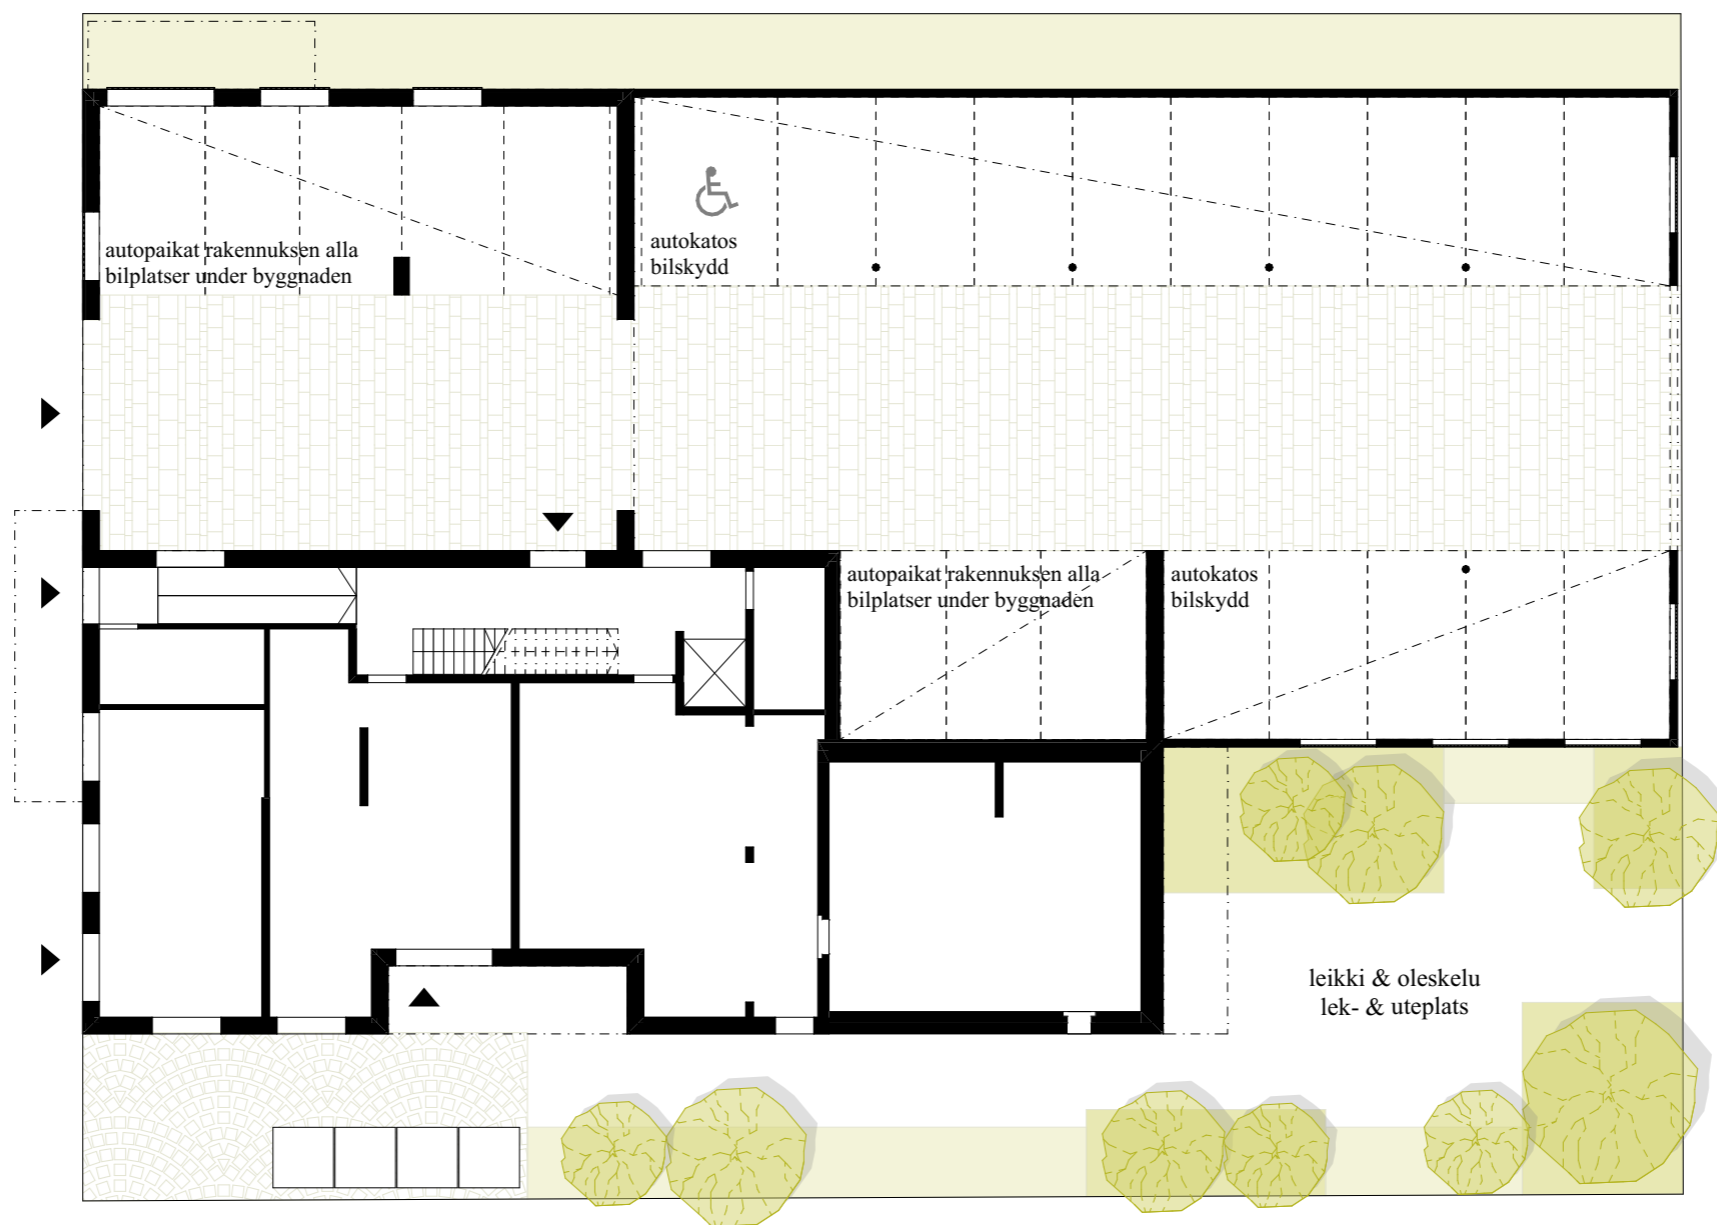 autopaikat rakennuksen alla
bilplatser under byggnaden
autokatos
bilskydd
autopaikat rakennuksen alla
bilplatser under byggnaden
autokatos
bilskydd
leikki & oleskelu
lek- & uteplats